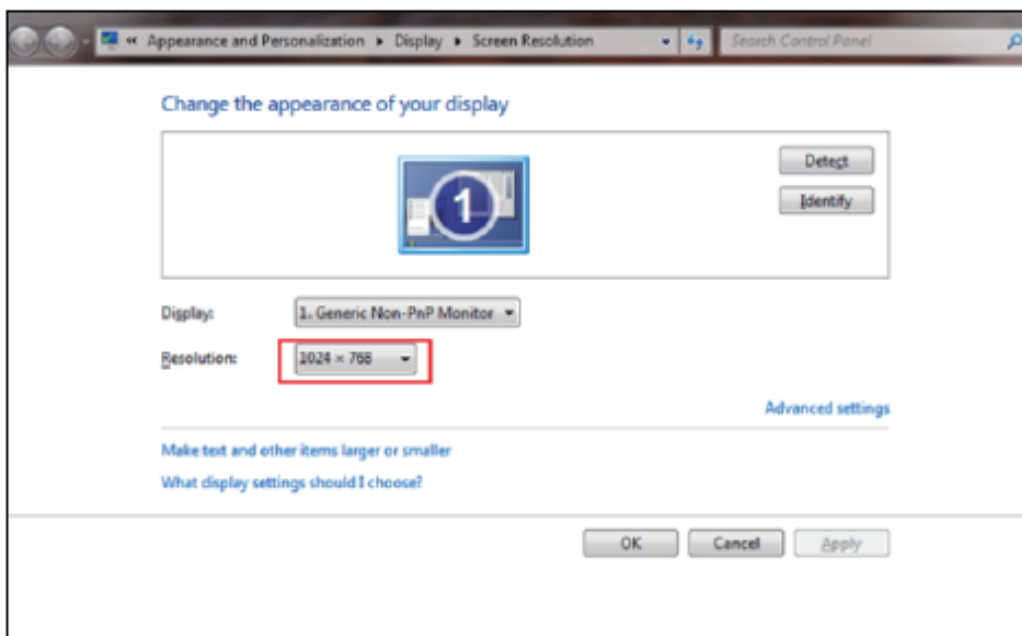 « Appearance and Personalization ▸ Display ▸ Screen Resolution Search Control Panel
Change the appearance of your display
1
Detect
Identify
Display: 1. Generic Non-PnP Monitor
Resolution: 1024 × 768
Advanced settings
Make text and other items larger or smaller
What display settings should I choose?
OK Cancel Apply